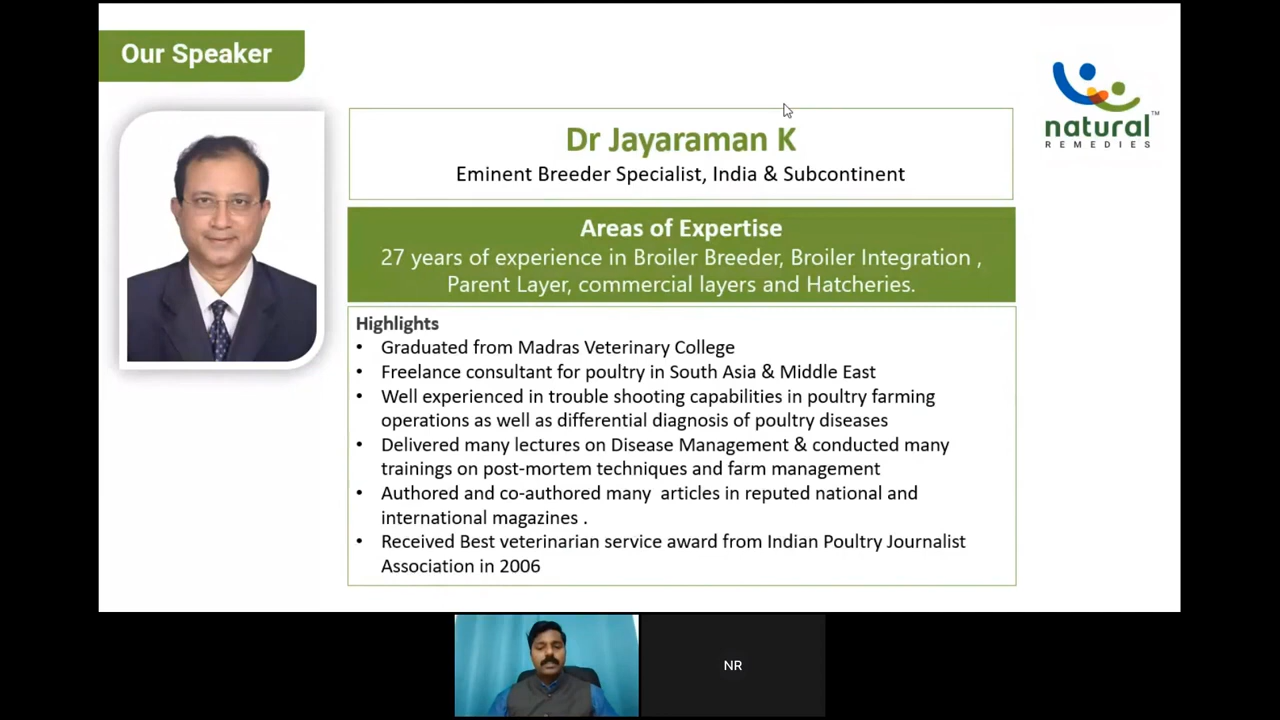 Our Speaker
natural™
REMEDIES
Dr Jayaraman K
Eminent Breeder Specialist, India & Subcontinent
Areas of Expertise
27 years of experience in Broiler Breeder, Broiler Integration ,
Parent Layer, commercial layers and Hatcheries.
Highlights
• Graduated from Madras Veterinary College
• Freelance consultant for poultry in South Asia & Middle East
• Well experienced in trouble shooting capabilities in poultry farming
operations as well as differential diagnosis of poultry diseases
• Delivered many lectures on Disease Management & conducted many
trainings on post-mortem techniques and farm management
• Authored and co-authored many articles in reputed national and
international magazines .
• Received Best veterinarian service award from Indian Poultry Journalist
Association in 2006
NR